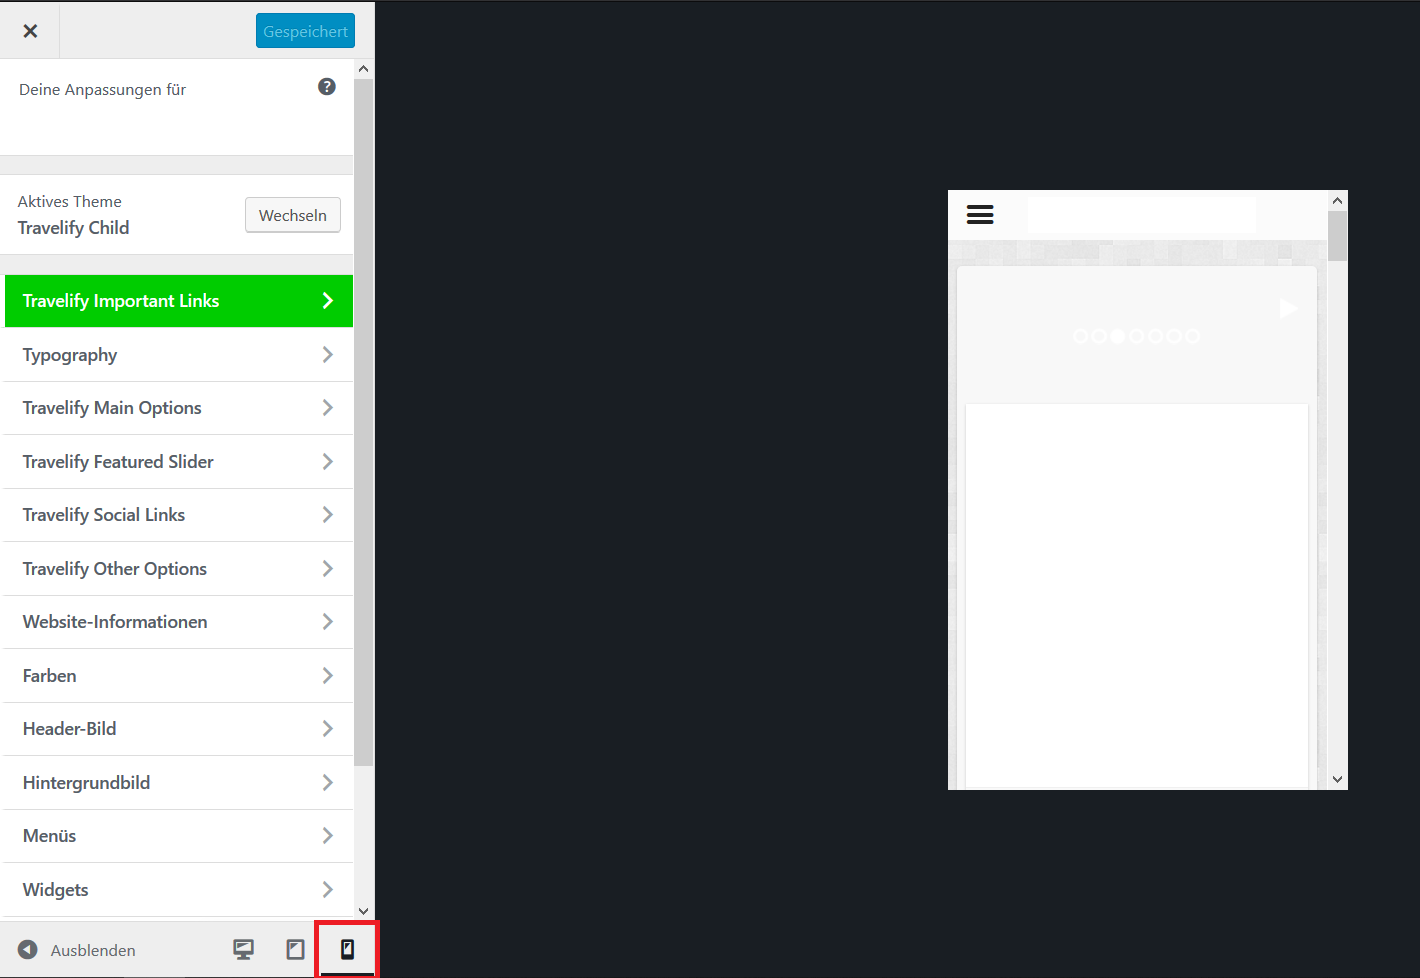 Gespeichert
Deine Anpassungen für
Aktives Theme
Travelify Child
Wechseln
Travelify Important Links
Typography
Travelify Main Options
Travelify Featured Slider
Travelify Social Links
Travelify Other Options
Website-Informationen
Farben
Header-Bild
Hintergrundbild
Menüs
Widgets
Ausblenden